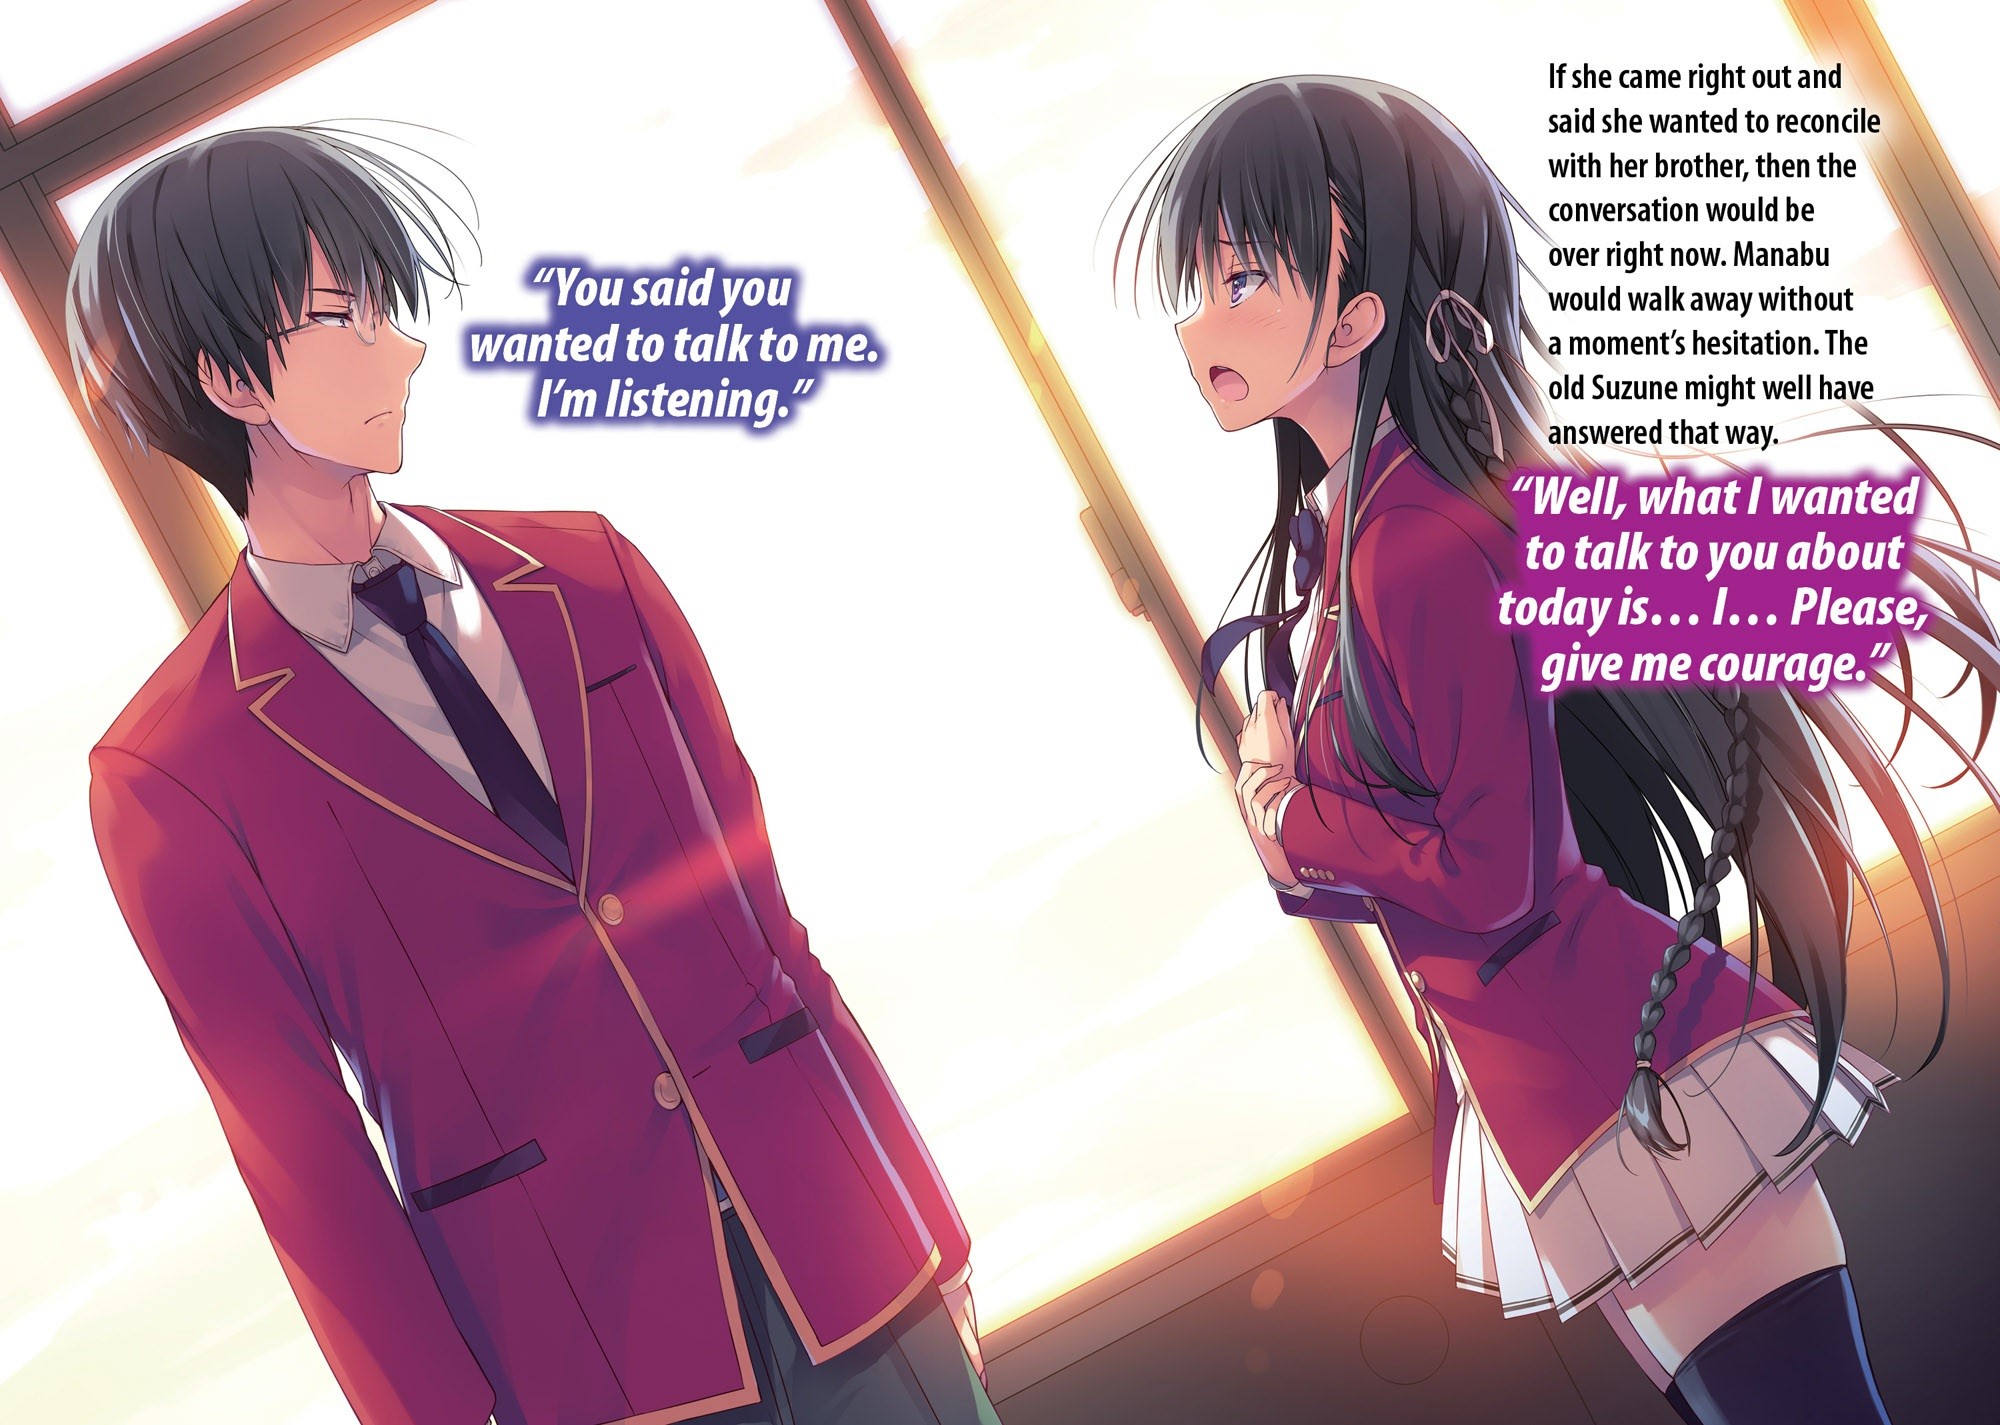 “You said you
wanted to talk to me.
I’m listening.”
If she came right out and
said she wanted to reconcile
with her brother, then the
conversation would be
over right now. Manabu
would walk away without
a moment’s hesitation. The
old Suzune might well have
answered that way.
“Well, what I wanted
to talk to you about
today is… I… Please,
give me courage.”